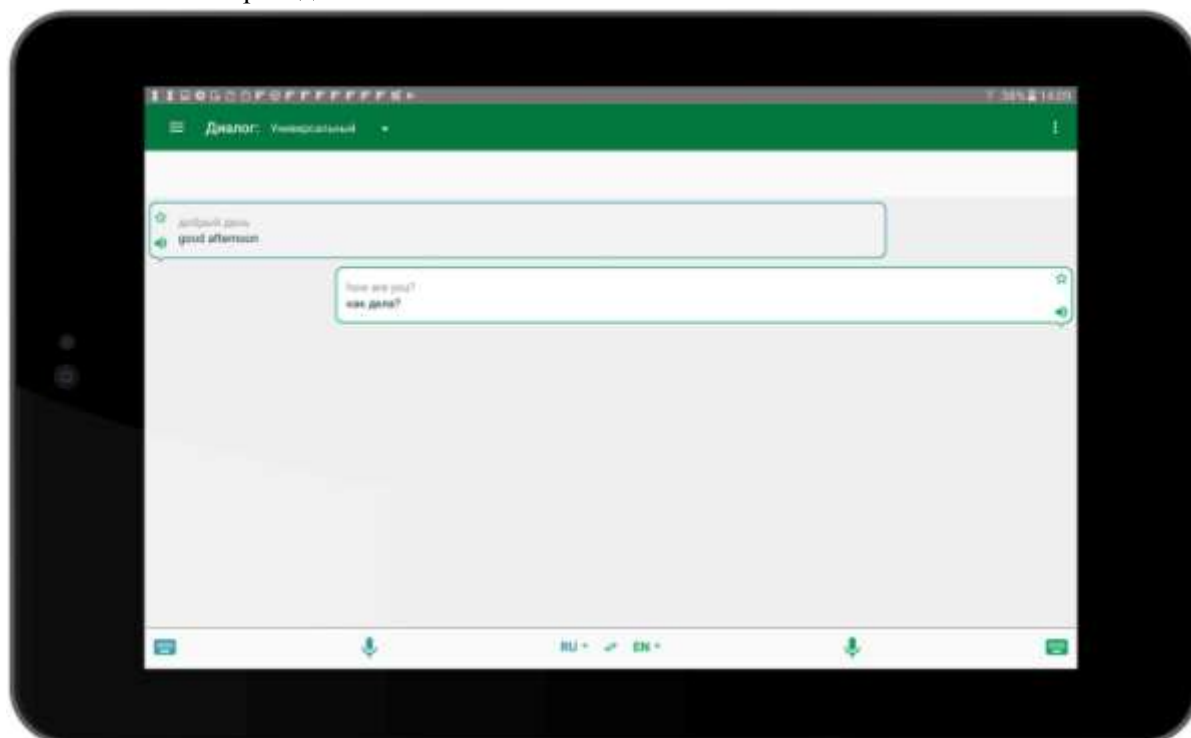 Диалог: Универсальный
добрый день
good afternoon
how are you?
как дела?
RU EN